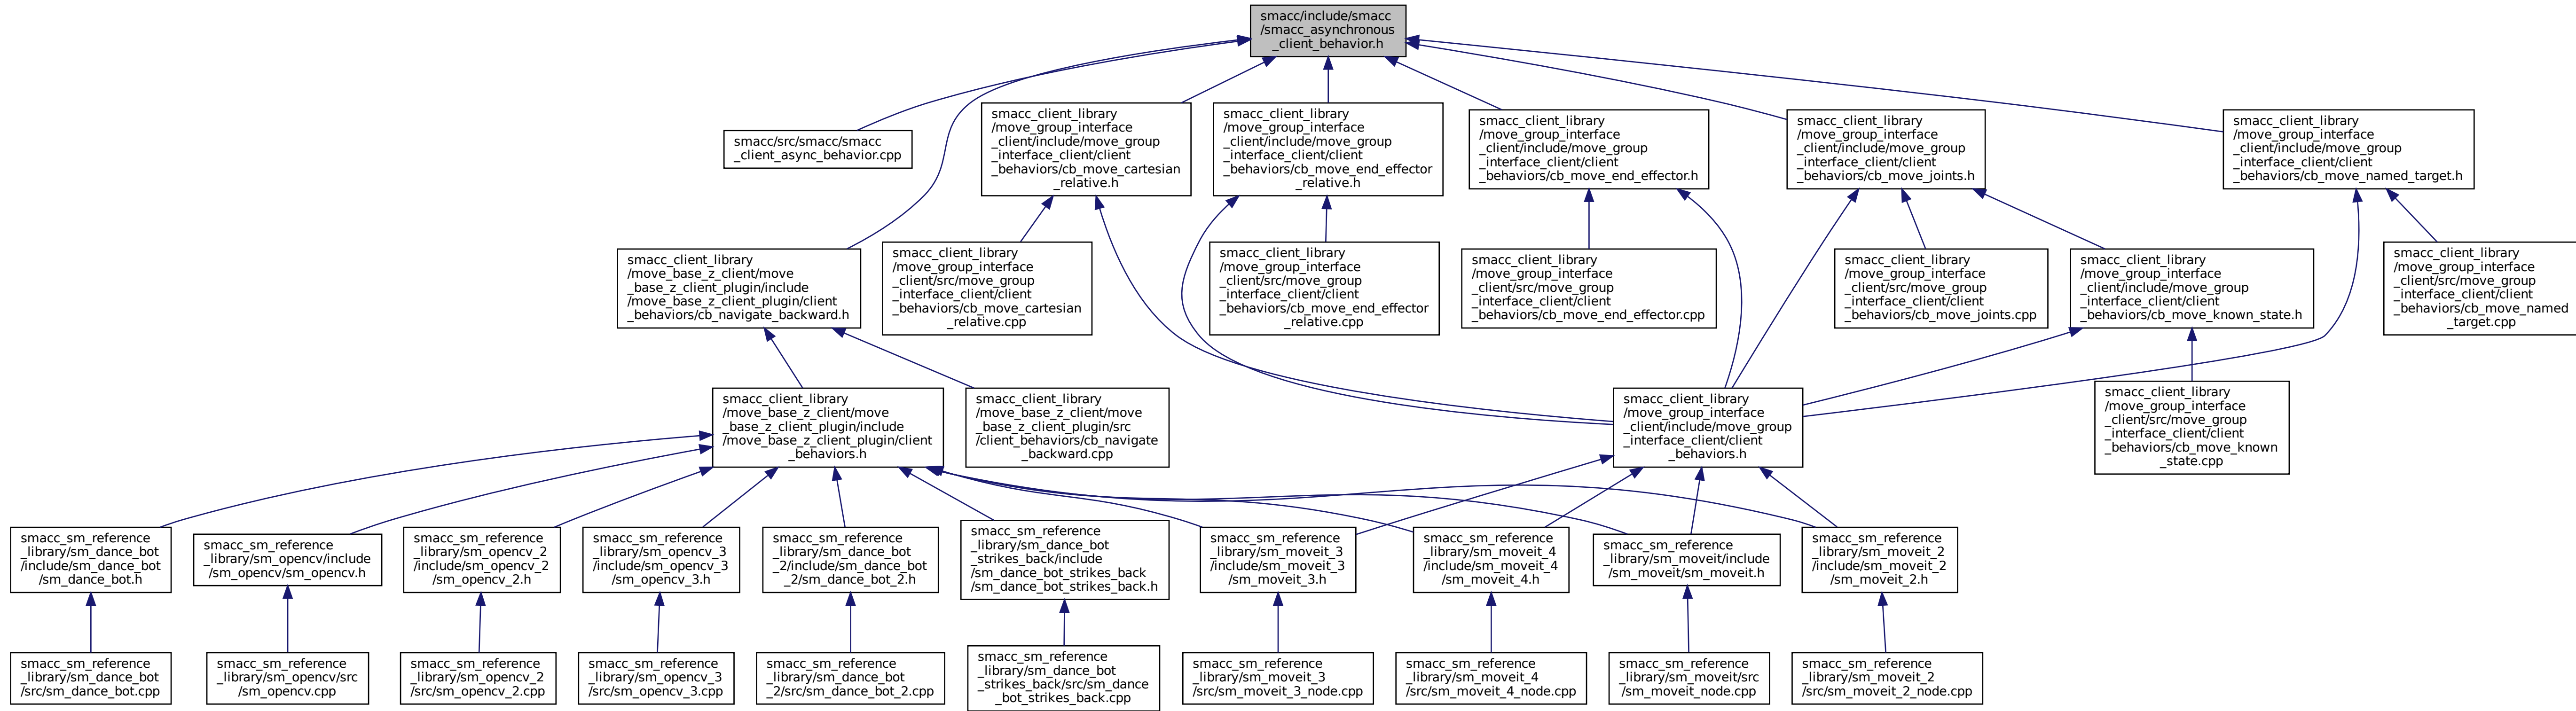 smacc/include/smacc
/smacc_asynchronous
_client_behavior.h
smacc/src/smacc/smacc
_client_async_behavior.cpp
smacc_client_library
/move_group_interface
_client/include/move_group
_interface_client/client
_behaviors/cb_move_cartesian
_relative.h
smacc_client_library
/move_group_interface
_client/include/move_group
_interface_client/client
_behaviors/cb_move_end_effector
_relative.h
smacc_client_library
/move_group_interface
_client/include/move_group
_interface_client/client
_behaviors/cb_move_end_effector.h
smacc_client_library
/move_group_interface
_client/include/move_group
_interface_client/client
_behaviors/cb_move_joints.h
smacc_client_library
/move_group_interface
_client/include/move_group
_interface_client/client
_behaviors/cb_move_named_target.h
smacc_client_library
/move_base_z_client/move
_base_z_client_plugin/include
/move_base_z_client_plugin/client
_behaviors/cb_navigate_backward.h
smacc_client_library
/move_group_interface
_client/src/move_group
_interface_client/client
_behaviors/cb_move_cartesian
_relative.cpp
smacc_client_library
/move_group_interface
_client/src/move_group
_interface_client/client
_behaviors/cb_move_end_effector
_relative.cpp
smacc_client_library
/move_group_interface
_client/src/move_group
_interface_client/client
_behaviors/cb_move_end_effector.cpp
smacc_client_library
/move_group_interface
_client/src/move_group
_interface_client/client
_behaviors/cb_move_joints.cpp
smacc_client_library
/move_group_interface
_client/include/move_group
_interface_client/client
_behaviors/cb_move_known_state.h
smacc_client_library
/move_group_interface
_client/src/move_group
_interface_client/client
_behaviors/cb_move_named
_target.cpp
smacc_client_library
/move_base_z_client/move
_base_z_client_plugin/include
/move_base_z_client_plugin/client
_behaviors.h
smacc_client_library
/move_base_z_client/move
_base_z_client_plugin/src
/client_behaviors/cb_navigate
_backward.cpp
smacc_client_library
/move_group_interface
_client/include/move_group
_interface_client/client
_behaviors.h
smacc_client_library
/move_group_interface
_client/src/move_group
_interface_client/client
_behaviors/cb_move_known
_state.cpp
smacc_sm_reference
_library/sm_dance_bot
/include/sm_dance_bot
/sm_dance_bot.h
smacc_sm_reference
_library/sm_opencv/include
/sm_opencv/sm_opencv.h
smacc_sm_reference
_library/sm_opencv_2
/include/sm_opencv_2
/sm_opencv_2.h
smacc_sm_reference
_library/sm_opencv_3
/include/sm_opencv_3
/sm_opencv_3.h
smacc_sm_reference
_library/sm_dance_bot
_2/include/sm_dance_bot
_2/sm_dance_bot_2.h
smacc_sm_reference
_library/sm_dance_bot
_strikes_back/include
/sm_dance_bot_strikes_back
/sm_dance_bot_strikes_back.h
smacc_sm_reference
_library/sm_moveit_3
/include/sm_moveit_3
/sm_moveit_3.h
smacc_sm_reference
_library/sm_moveit_4
/include/sm_moveit_4
/sm_moveit_4.h
smacc_sm_reference
_library/sm_moveit/include
/sm_moveit/sm_moveit.h
smacc_sm_reference
_library/sm_moveit_2
/include/sm_moveit_2
/sm_moveit_2.h
smacc_sm_reference
_library/sm_dance_bot
/src/sm_dance_bot.cpp
smacc_sm_reference
_library/sm_opencv/src
/sm_opencv.cpp
smacc_sm_reference
_library/sm_opencv_2
/src/sm_opencv_2.cpp
smacc_sm_reference
_library/sm_opencv_3
/src/sm_opencv_3.cpp
smacc_sm_reference
_library/sm_dance_bot
_2/src/sm_dance_bot_2.cpp
smacc_sm_reference
_library/sm_dance_bot
_strikes_back/src/sm_dance
_bot_strikes_back.cpp
smacc_sm_reference
_library/sm_moveit_3
/src/sm_moveit_3_node.cpp
smacc_sm_reference
_library/sm_moveit_4
/src/sm_moveit_4_node.cpp
smacc_sm_reference
_library/sm_moveit/src
/sm_moveit_node.cpp
smacc_sm_reference
_library/sm_moveit_2
/src/sm_moveit_2_node.cpp